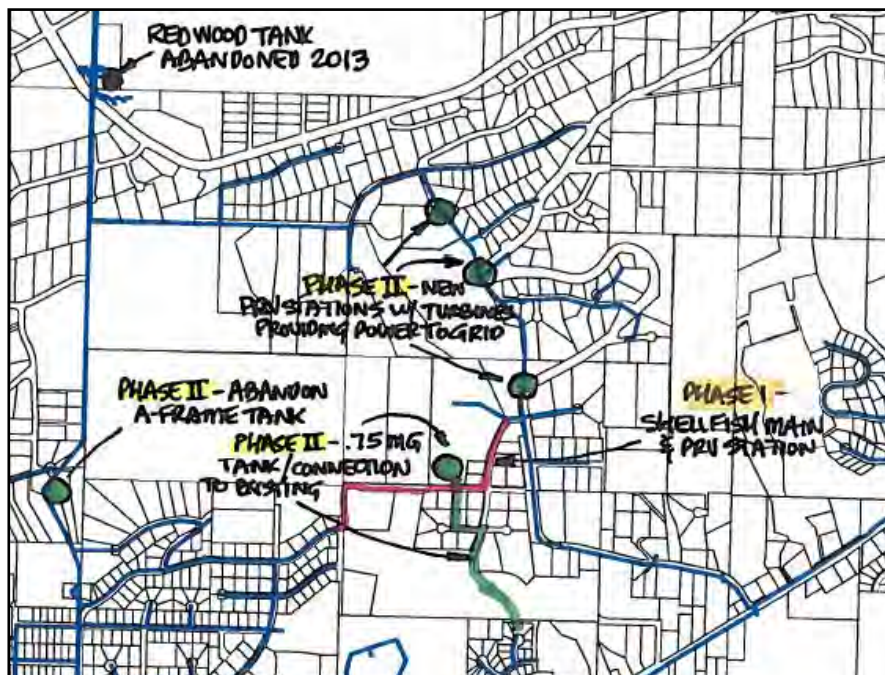 REDWOOD TANK
ABANDONED 2013
PHASE II - NEW
PRV STATIONS W/ TURBINES
PROVIDING POWER TO GRID
PHASE II - ABANDON
A-FRAME TANK
PHASE II - .75 MG
TANK/CONNECTION
TO EXISTING
PHASE 1 -
SHELLFISH MAIN
& PRV STATION